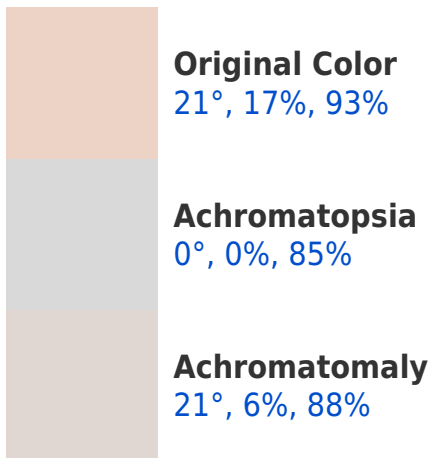 Original Color
21°, 17%, 93%
Achromatopsia
0°, 0%, 85%
Achromatomaly
21°, 6%, 88%